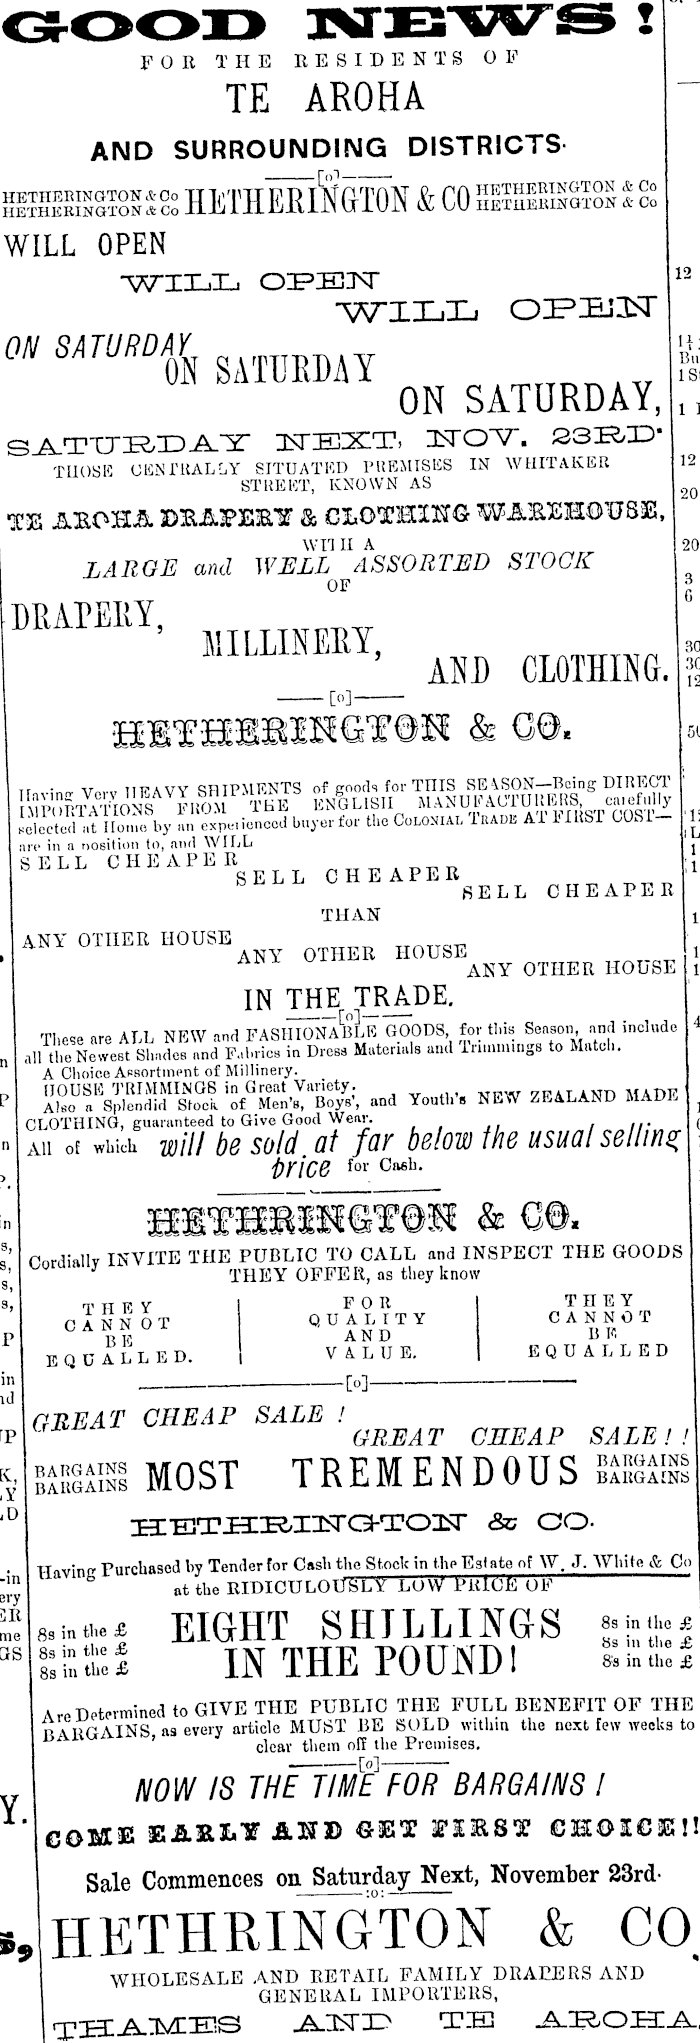 GOOD NEWS!
FOR THE RESIDENTS OF
TE AROHA
AND SURROUNDING DISTRICTS.
[o]
HETHERINGTON & Co HETHERINGTON & CO HETHERINGTON & Co
HETHERINGTON & Co HETHERINGTON & Co
WILL OPEN
WILL OPEN
WILL OPEN
ON SATURDAY
ON SATURDAY
ON SATURDAY,
SATURDAY NEXT, NOV. 23RD.
THOSE CENTRALLY SITUATED PREMISES IN WHITAKER
STREET, KNOWN AS
TE AROHA DRAPERY & CLOTHING WAREHOUSE,
WITH A
LARGE and WELL ASSORTED STOCK
OF
DRAPERY,
MILLINERY,
AND CLOTHING.
[o]
HETHERINGTON & CO.
Having Very HEAVY SHIPMENTS of goods for THIS SEASON—Being DIRECT
IMPORTATIONS FROM THE ENGLISH MANUFACTURERS, carefully
selected at Home by an experienced buyer for the COLONIAL TRADE AT FIRST COST—
are in a position to, and WILL
SELL CHEAPER
SELL CHEAPER
SELL CHEAPER
THAN
ANY OTHER HOUSE
ANY OTHER HOUSE
ANY OTHER HOUSE
IN THE TRADE.
[o]
These are ALL NEW and FASHIONABLE GOODS, for this Season, and include
all the Newest Shades and Fabrics in Dress Materials and Trimmings to Match.
A Choice Assortment of Millinery.
HOUSE TRIMMINGS in Great Variety.
Also a Splendid Stock of Men's, Boys', and Youth's NEW ZEALAND MADE
CLOTHING, guaranteed to Give Good Wear.
All of which will be sold at far below the usual selling
price for Cash.
HETHRINGTON & CO.
Cordially INVITE THE PUBLIC TO CALL and INSPECT THE GOODS
THEY OFFER, as they know
THEY FOR THEY
CANNOT QUALITY CANNOT
BE AND BE
EQUALLED. VALUE. EQUALLED
[o]
GREAT CHEAP SALE !
GREAT CHEAP SALE ! !
BARGAINS MOST TREMENDOUS BARGAINS
BARGAINS BARGAINS
HETHRINGTON & CO.
Having Purchased by Tender for Cash the Stock in the Estate of W. J. White & Co
at the RIDICULOUSLY LOW PRICE OF
8s in the £ EIGHT SHILLINGS 8s in the £
8s in the £ IN THE POUND! 8s in the £
8s in the £ 8s in the £
Are Determined to GIVE THE PUBLIC THE FULL BENEFIT OF THE
BARGAINS, as every article MUST BE SOLD within the next few weeks to
clear them off the Premises.
[o]
NOW IS THE TIME FOR BARGAINS !
COME EARLY AND GET FIRST CHOICE!!
Sale Commences on Saturday Next, November 23rd.
:o:
HETHRINGTON & CO.
WHOLESALE AND RETAIL FAMILY DRAPERS AND
GENERAL IMPORTERS,
THAMES AND TE AROHA